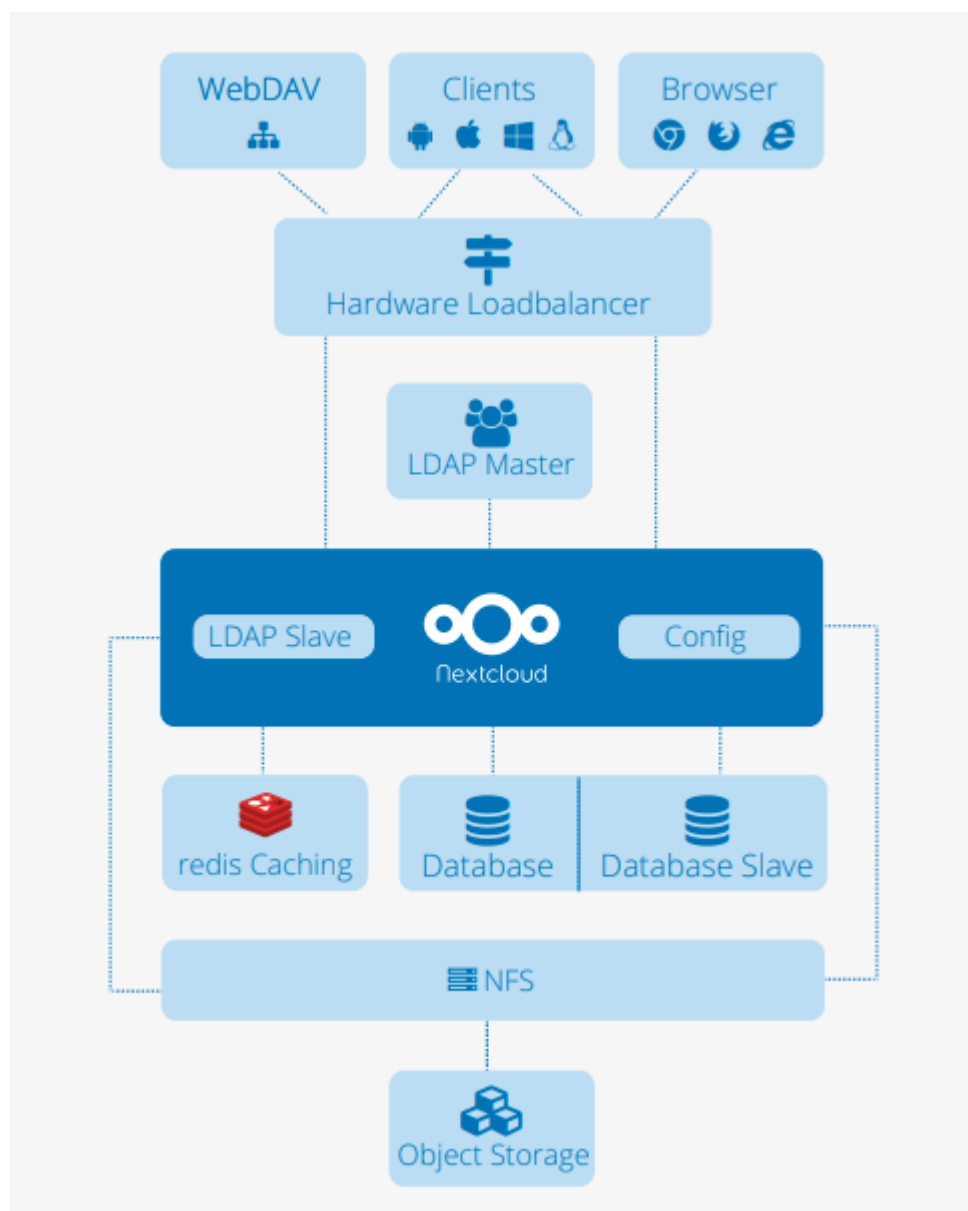 WebDAV
Clients
Browser
Hardware Loadbalancer
LDAP Master
LDAP Slave
Nextcloud
Config
redis Caching
Database
Database Slave
NFS
Object Storage